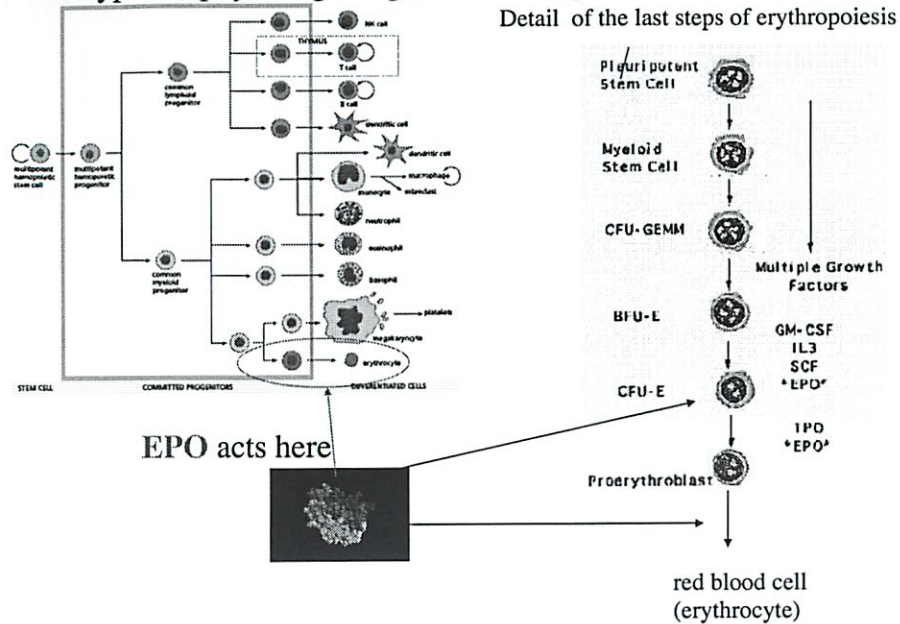 Detail of the last steps of erythropoiesis
NK cell
THYMUS
T cell
B cell
dendritic cell
common
lymphoid
progenitor
dendritic cell
multipotent
hemopoietic
stem cell
multipotent
hemopoietic
progenitor
macrophage
monocyte
osteoclast
neutrophil
eosinophil
common
myeloid
progenitor
basophil
platelets
megakaryocyte
erythrocyte
STEM CELL
COMMITTED PROGENITORS
DIFFERENTIATED CELLS
EPO acts here
Pleuripotent
Stem Cell
Myeloid
Stem Cell
CFU-GEMM
Multiple Growth
Factors
BFU-E
GM-CSF
IL3
SCF
*EPO*
CFU-E
TPO
*EPO*
Proerythroblast
red blood cell
(erythrocyte)